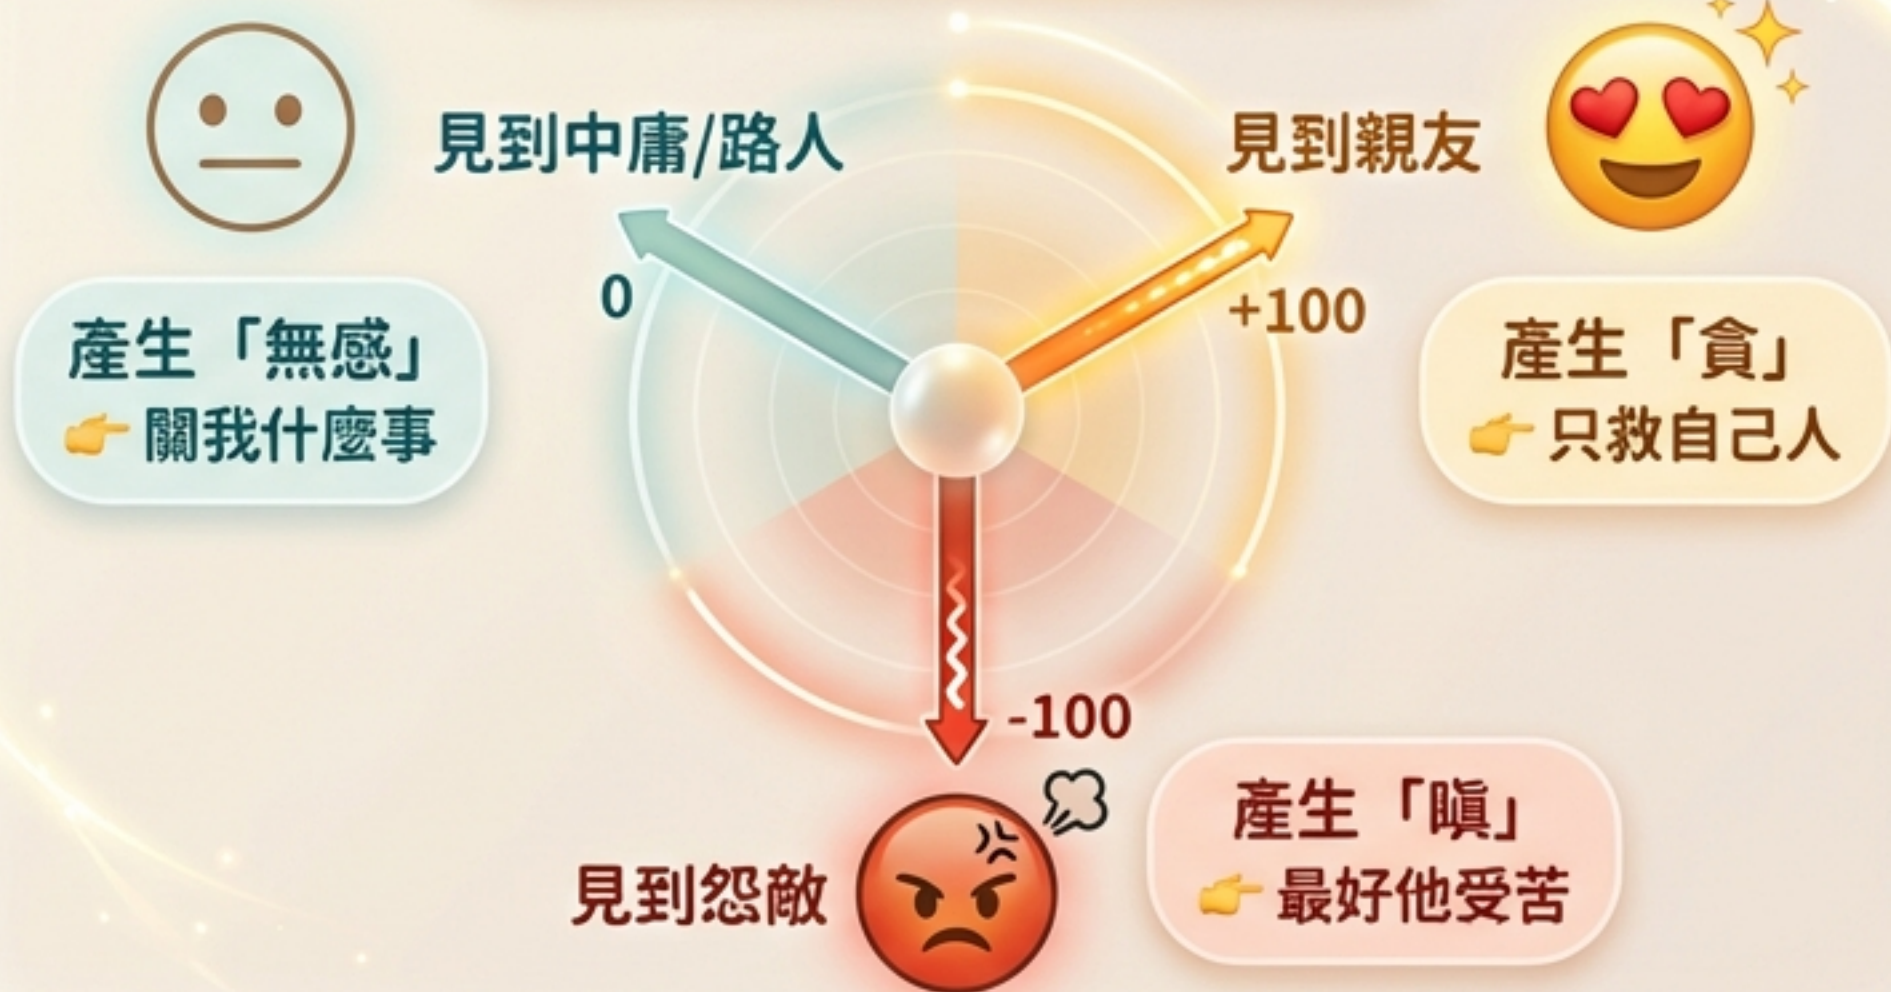 見到中庸/路人
0
產生「無感」
👉關我什麼事
見到親友
+100
產生「貪」
👉只救自己人
-100
見到怨敵
產生「瞋」
👉最好他受苦